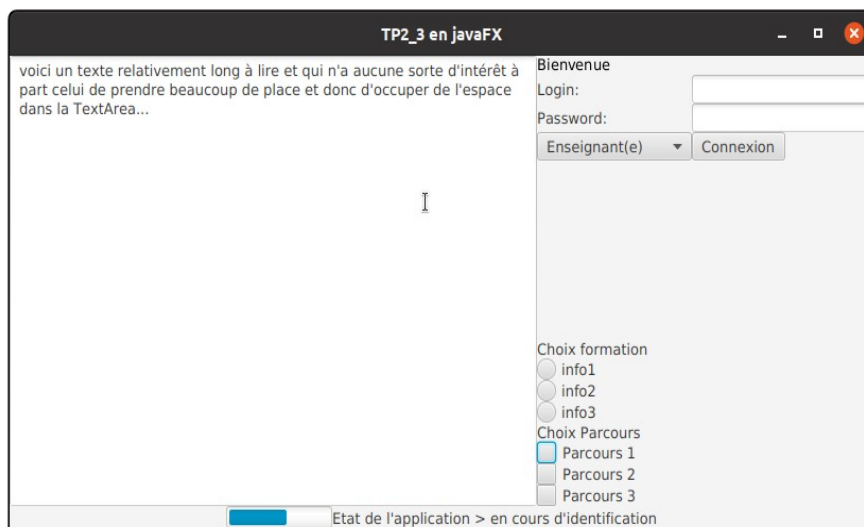 TP2_3 en javaFX
voici un texte relativement long à lire et qui n'a aucune sorte d'intérêt à
part celui de prendre beaucoup de place et donc d'occuper de l'espace
dans la TextArea...
Bienvenue
Login:
Password:
Enseignant(e)
Connexion
Choix formation
info1
info2
info3
Choix Parcours
Parcours 1
Parcours 2
Parcours 3
Etat de l'application > en cours d'identification